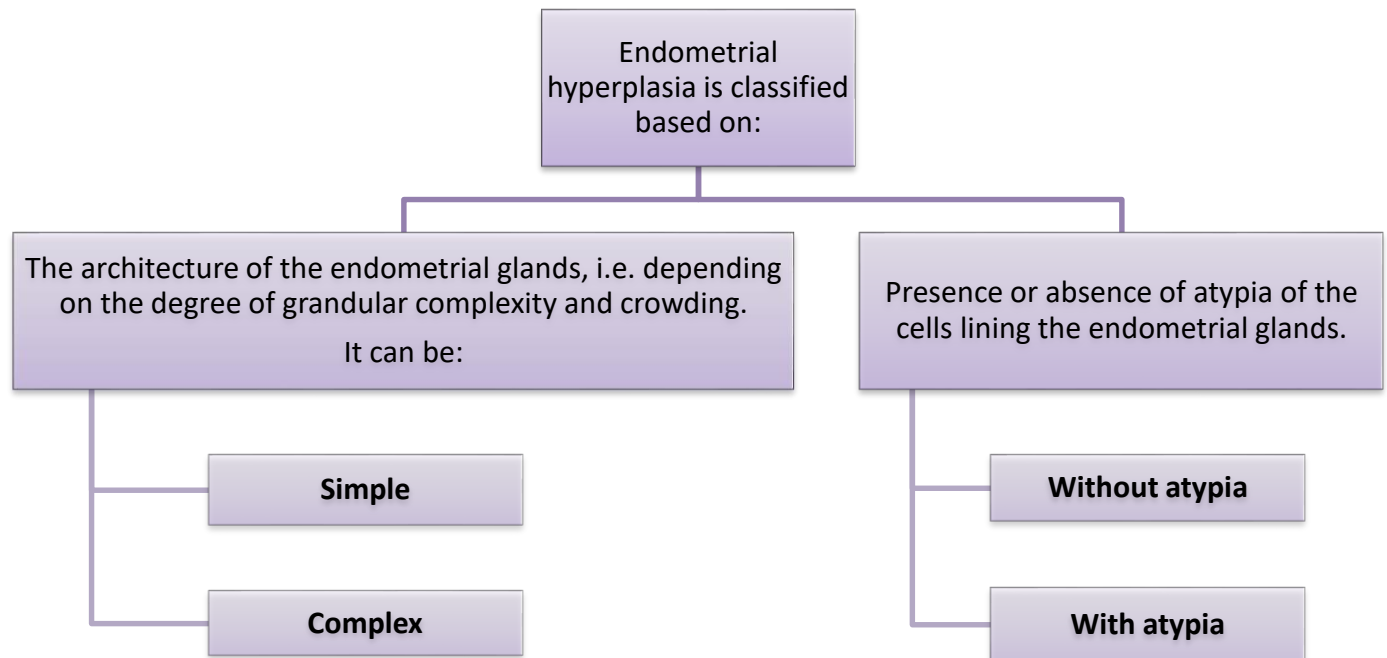 Endometrial
hyperplasia is classified
based on:
The architecture of the endometrial glands, i.e. depending
on the degree of grandular complexity and crowding.
It can be:
Presence or absence of atypia of the
cells lining the endometrial glands.
Simple
Without atypia
Complex
With atypia